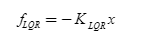 f_LQR = −K_LQR x